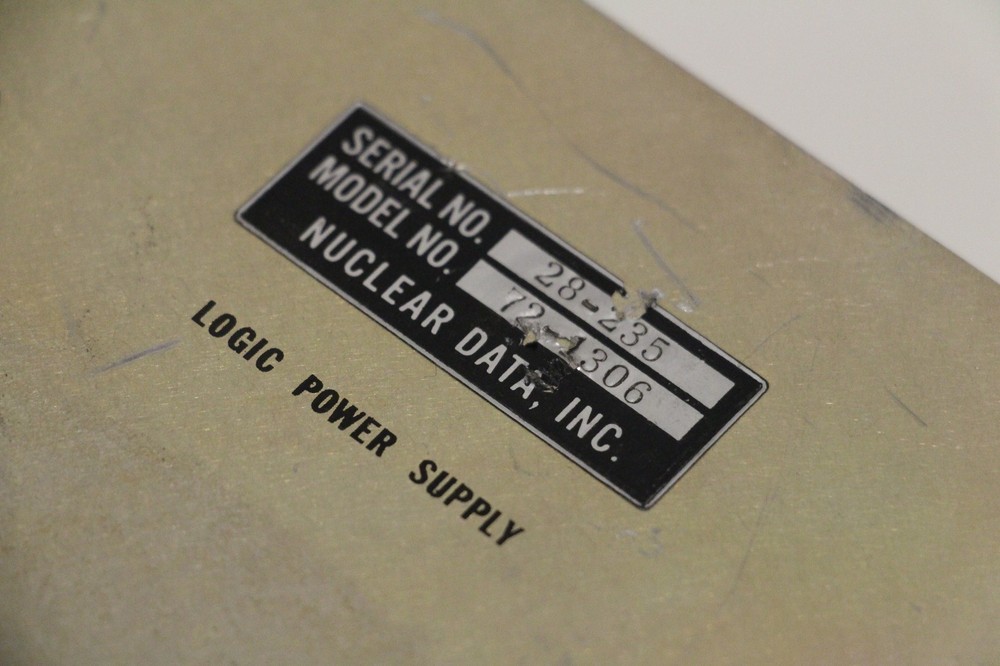 SERIAL NO. 28-235
MODEL NO. 72-1306
NUCLEAR DATA, INC.
LOGIC POWER SUPPLY